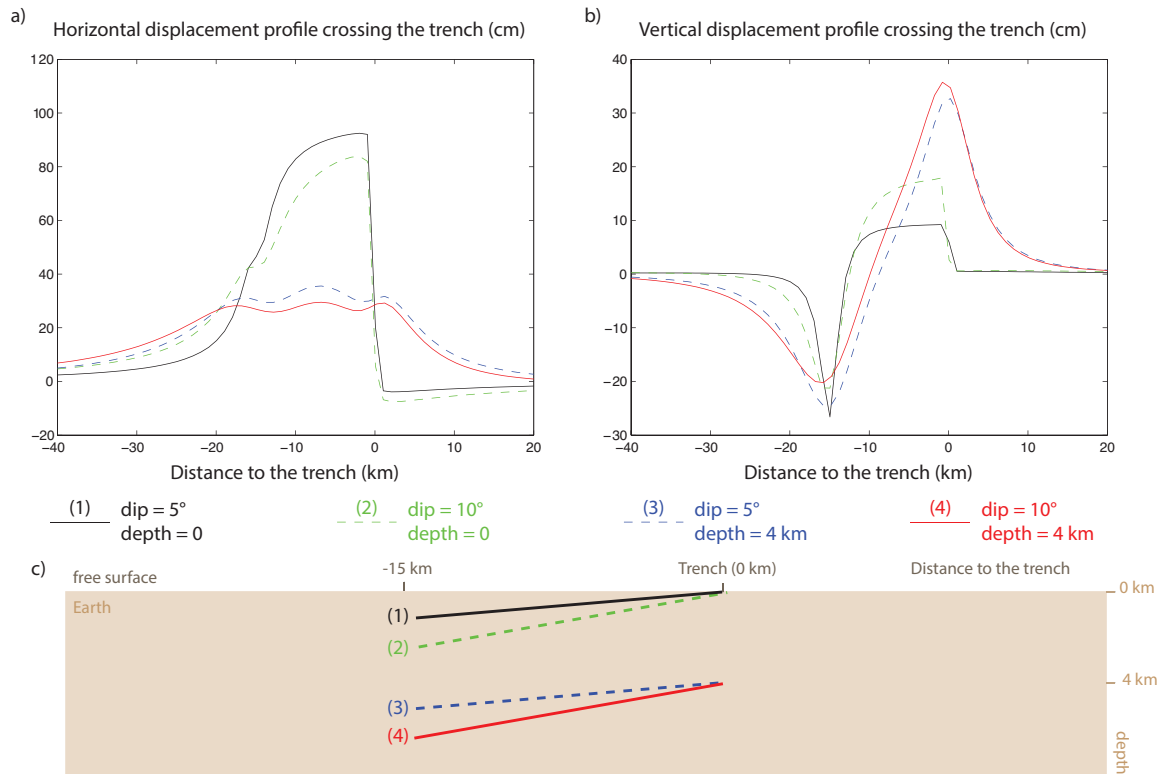 a)
Horizontal displacement profile crossing the trench (cm)
120
100
80
60
40
20
0
−20
−40 −30 −20 −10 0 10 20
Distance to the trench (km)
b)
Vertical displacement profile crossing the trench (cm)
40
30
20
10
0
−10
−20
−30
−40 −30 −20 −10 0 10 20
Distance to the trench (km)
(1) dip = 5°
depth = 0
(2) dip = 10°
depth = 0
(3) dip = 5°
depth = 4 km
(4) dip = 10°
depth = 4 km
c)
free surface
-15 km
Trench (0 km)
Distance to the trench
0 km
Earth
(1)
(2)
4 km
(3)
(4)
depth